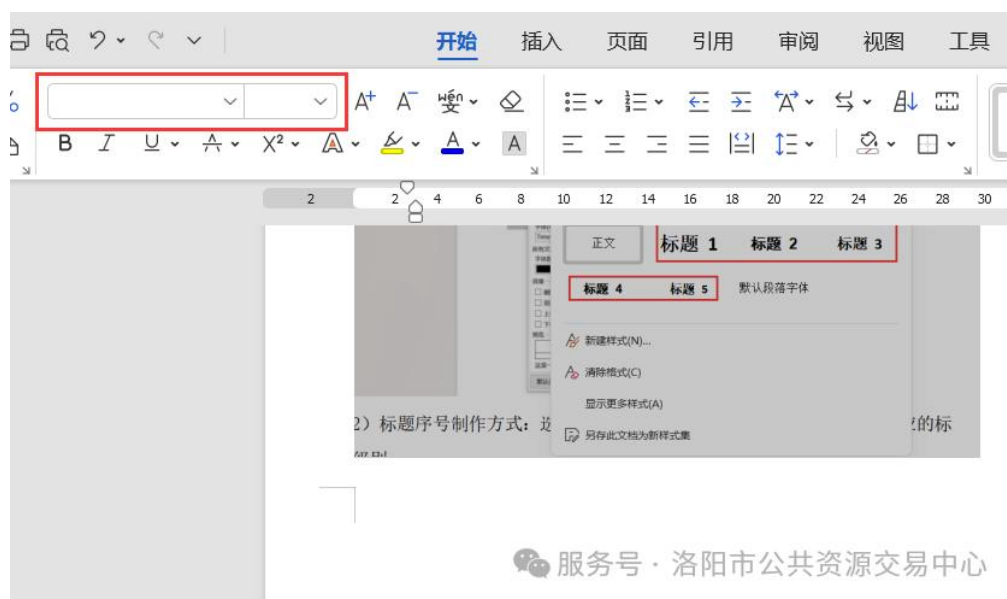 开始 插入 页面 引用 审阅 视图 工具
A+ A- wén 变
B I U A X² A A A
2 2 4 6 8 10 12 14 16 18 20 22 24 26 28 30
正文 标题 1 标题 2 标题 3
标题 4 标题 5 默认段落字体
新建样式(N)...
清除格式(C)
显示更多样式(A)
另存此文档为新样式集
2）标题序号制作方式：选
的标
服务号 · 洛阳市公共资源交易中心